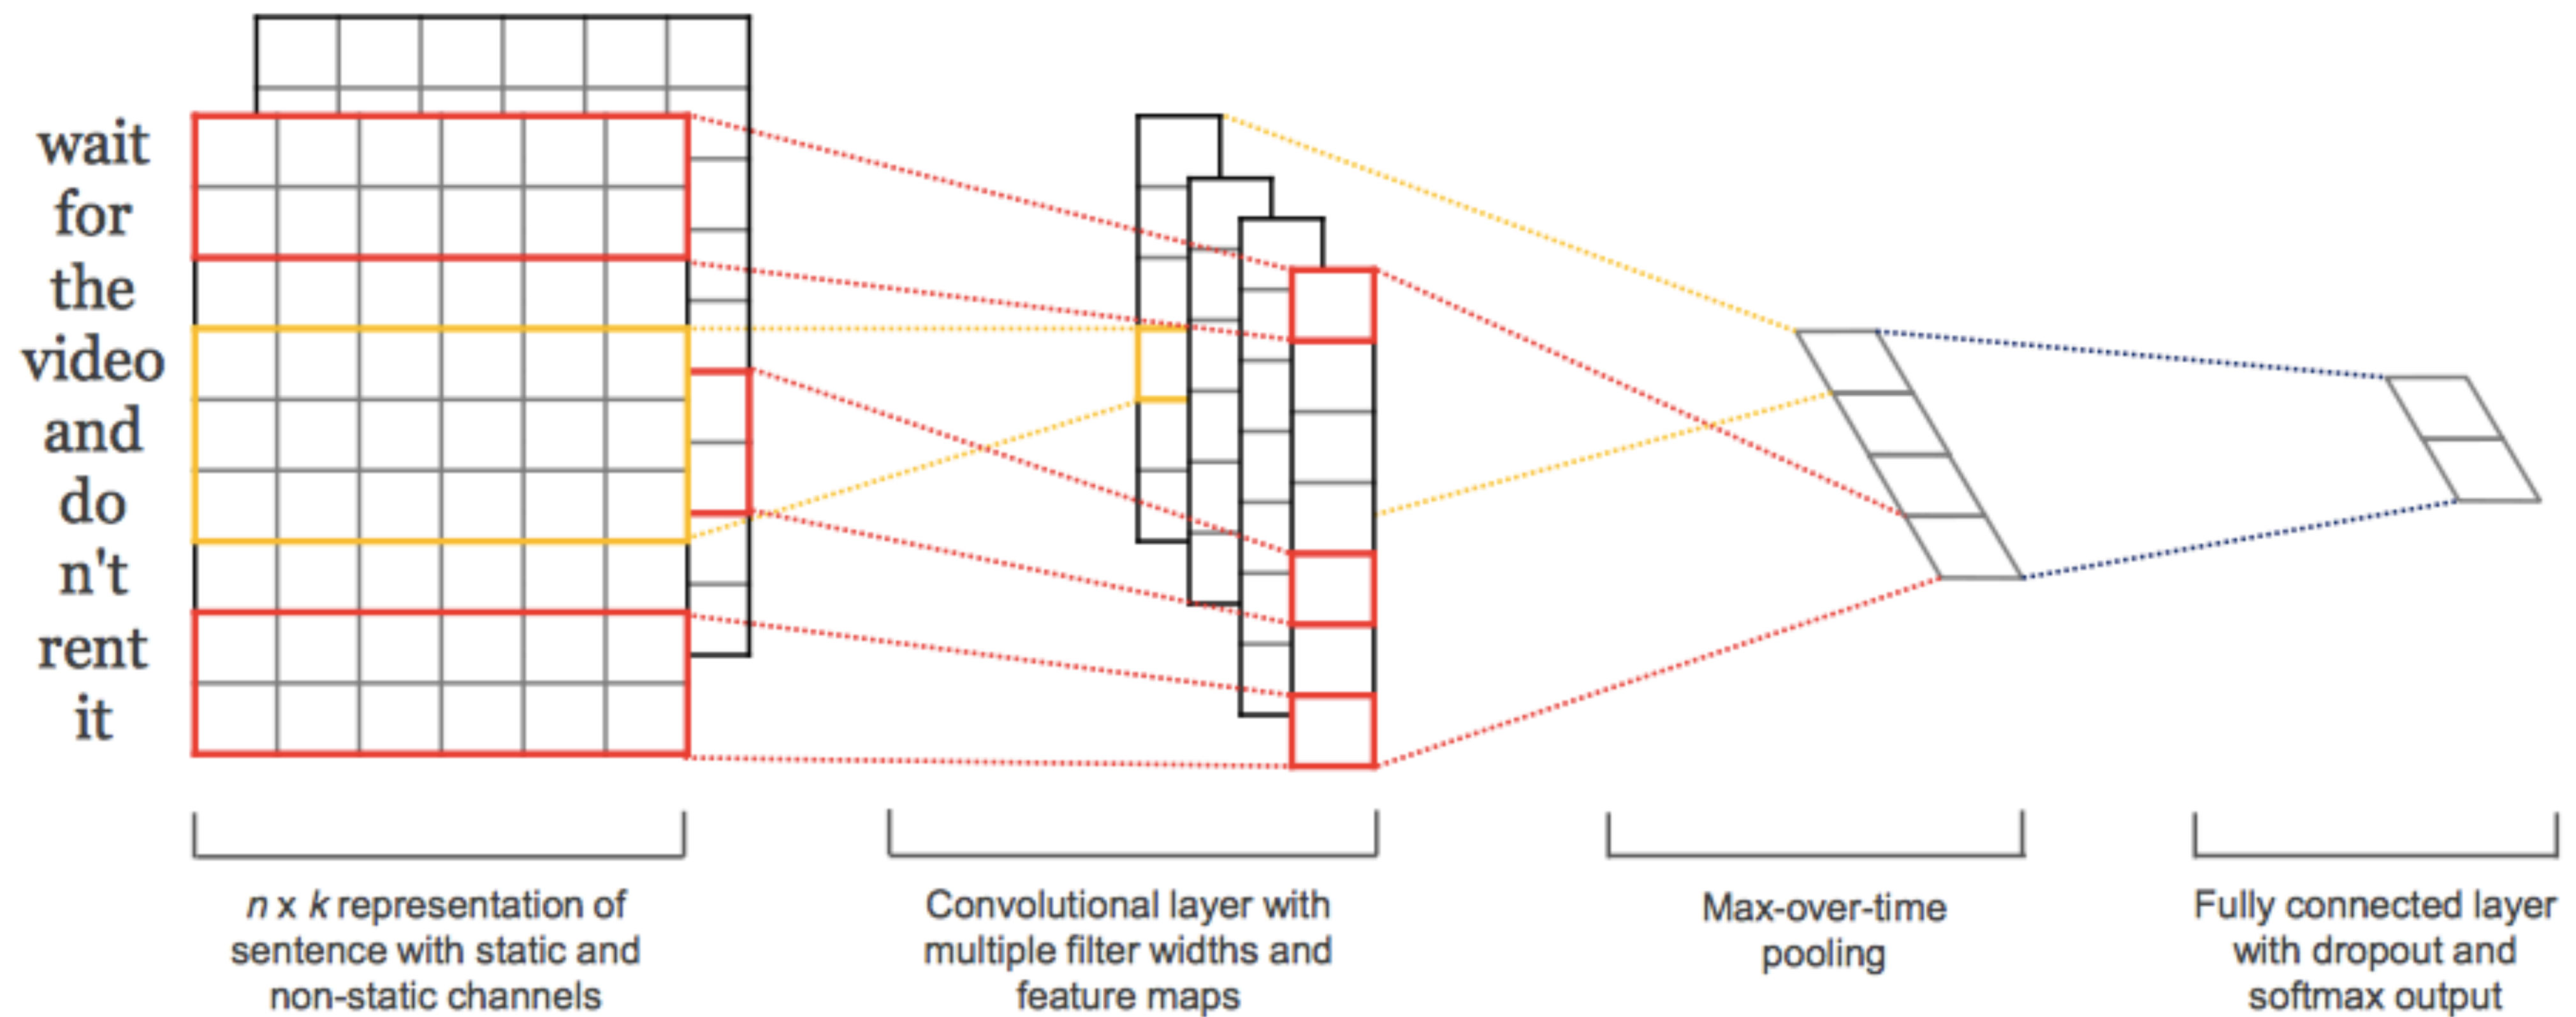 wait
for
the
video
and
do
n't
rent
it
n x k representation of
sentence with static and
non-static channels
Convolutional layer with
multiple filter widths and
feature maps
Max-over-time
pooling
Fully connected layer
with dropout and
softmax output